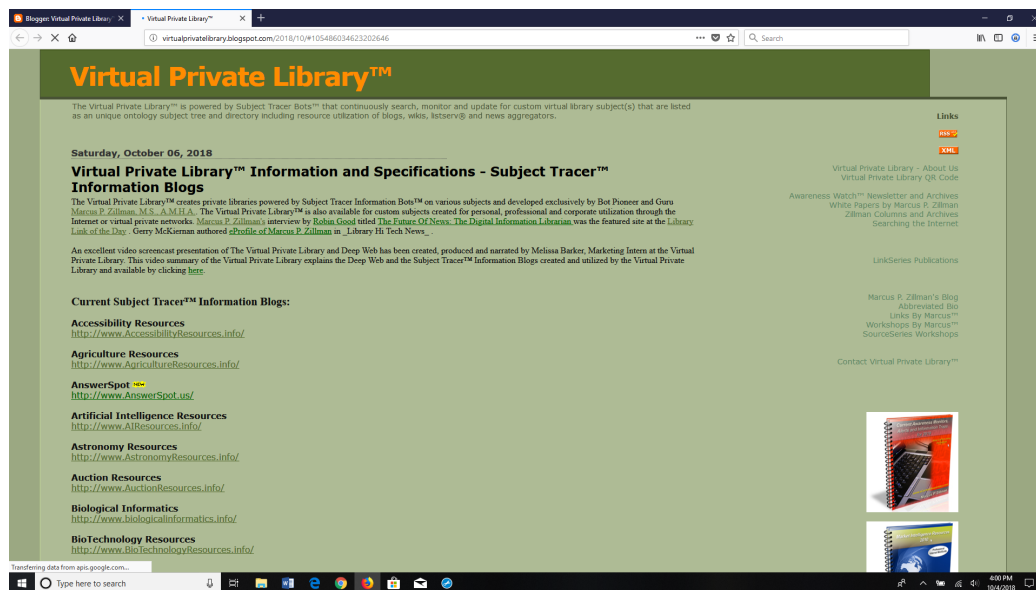 Blogger: Virtual Private Library
Virtual Private Library™
virtualprivatelibrary.blogspot.com/2018/10/#105486034623202646
Search
Virtual Private Library™
The Virtual Private Library™ is powered by Subject Tracer Bots™ that continuously search, monitor and update for custom virtual library subject(s) that are listed
as an unique ontology subject tree and directory including resource utilization of blogs, wikis, listserv® and news aggregators.
Saturday, October 06, 2018
Virtual Private Library™ Information and Specifications - Subject Tracer™
Information Blogs
The Virtual Private Library™ creates private libraries powered by Subject Tracer Information Bots™ on various subjects and developed exclusively by Bot Pioneer and Guru
Marcus P. Zillman, M.S., A.M.H.A.. The Virtual Private Library™ is also available for custom subjects created for personal, professional and corporate utilization through the
Internet or virtual private networks. Marcus P. Zillman's interview by Robin Good titled The Future Of News: The Digital Information Librarian was the featured site at the Library
Link of the Day . Gerry McKiernan authored eProfile of Marcus P. Zillman in _Library Hi Tech News_ .
An excellent video screencast presentation of The Virtual Private Library and Deep Web has been created, produced and narrated by Melissa Barker, Marketing Intern at the Virtual
Private Library. This video summary of the Virtual Private Library explains the Deep Web and the Subject Tracer™ Information Blogs created and utilized by the Virtual Private
Library and available by clicking here.
Current Subject Tracer™ Information Blogs:
Accessibility Resources
http://www.AccessibilityResources.info/
Agriculture Resources
http://www.AgricultureResources.info/
AnswerSpot NEW
http://www.AnswerSpot.us/
Artificial Intelligence Resources
http://www.AIResources.info/
Astronomy Resources
http://www.AstronomyResources.info/
Auction Resources
http://www.AuctionResources.info/
Biological Informatics
http://www.biologicalinformatics.info/
BioTechnology Resources
http://www.BioTechnologyResources.info/
Links
RSS
XML
Virtual Private Library - About Us
Virtual Private Library QR Code
Awareness Watch™ Newsletter and Archives
White Papers by Marcus P. Zillman
Zillman Columns and Archives
Searching the Internet
LinkSeries Publications
Marcus P. Zillman's Blog
Abbreviated Bio
Links By Marcus™
Workshops By Marcus™
SourceSeries Workshops
Contact Virtual Private Library™
Transferring data from apis.google.com...
Type here to search
4:00 PM
10/4/2018